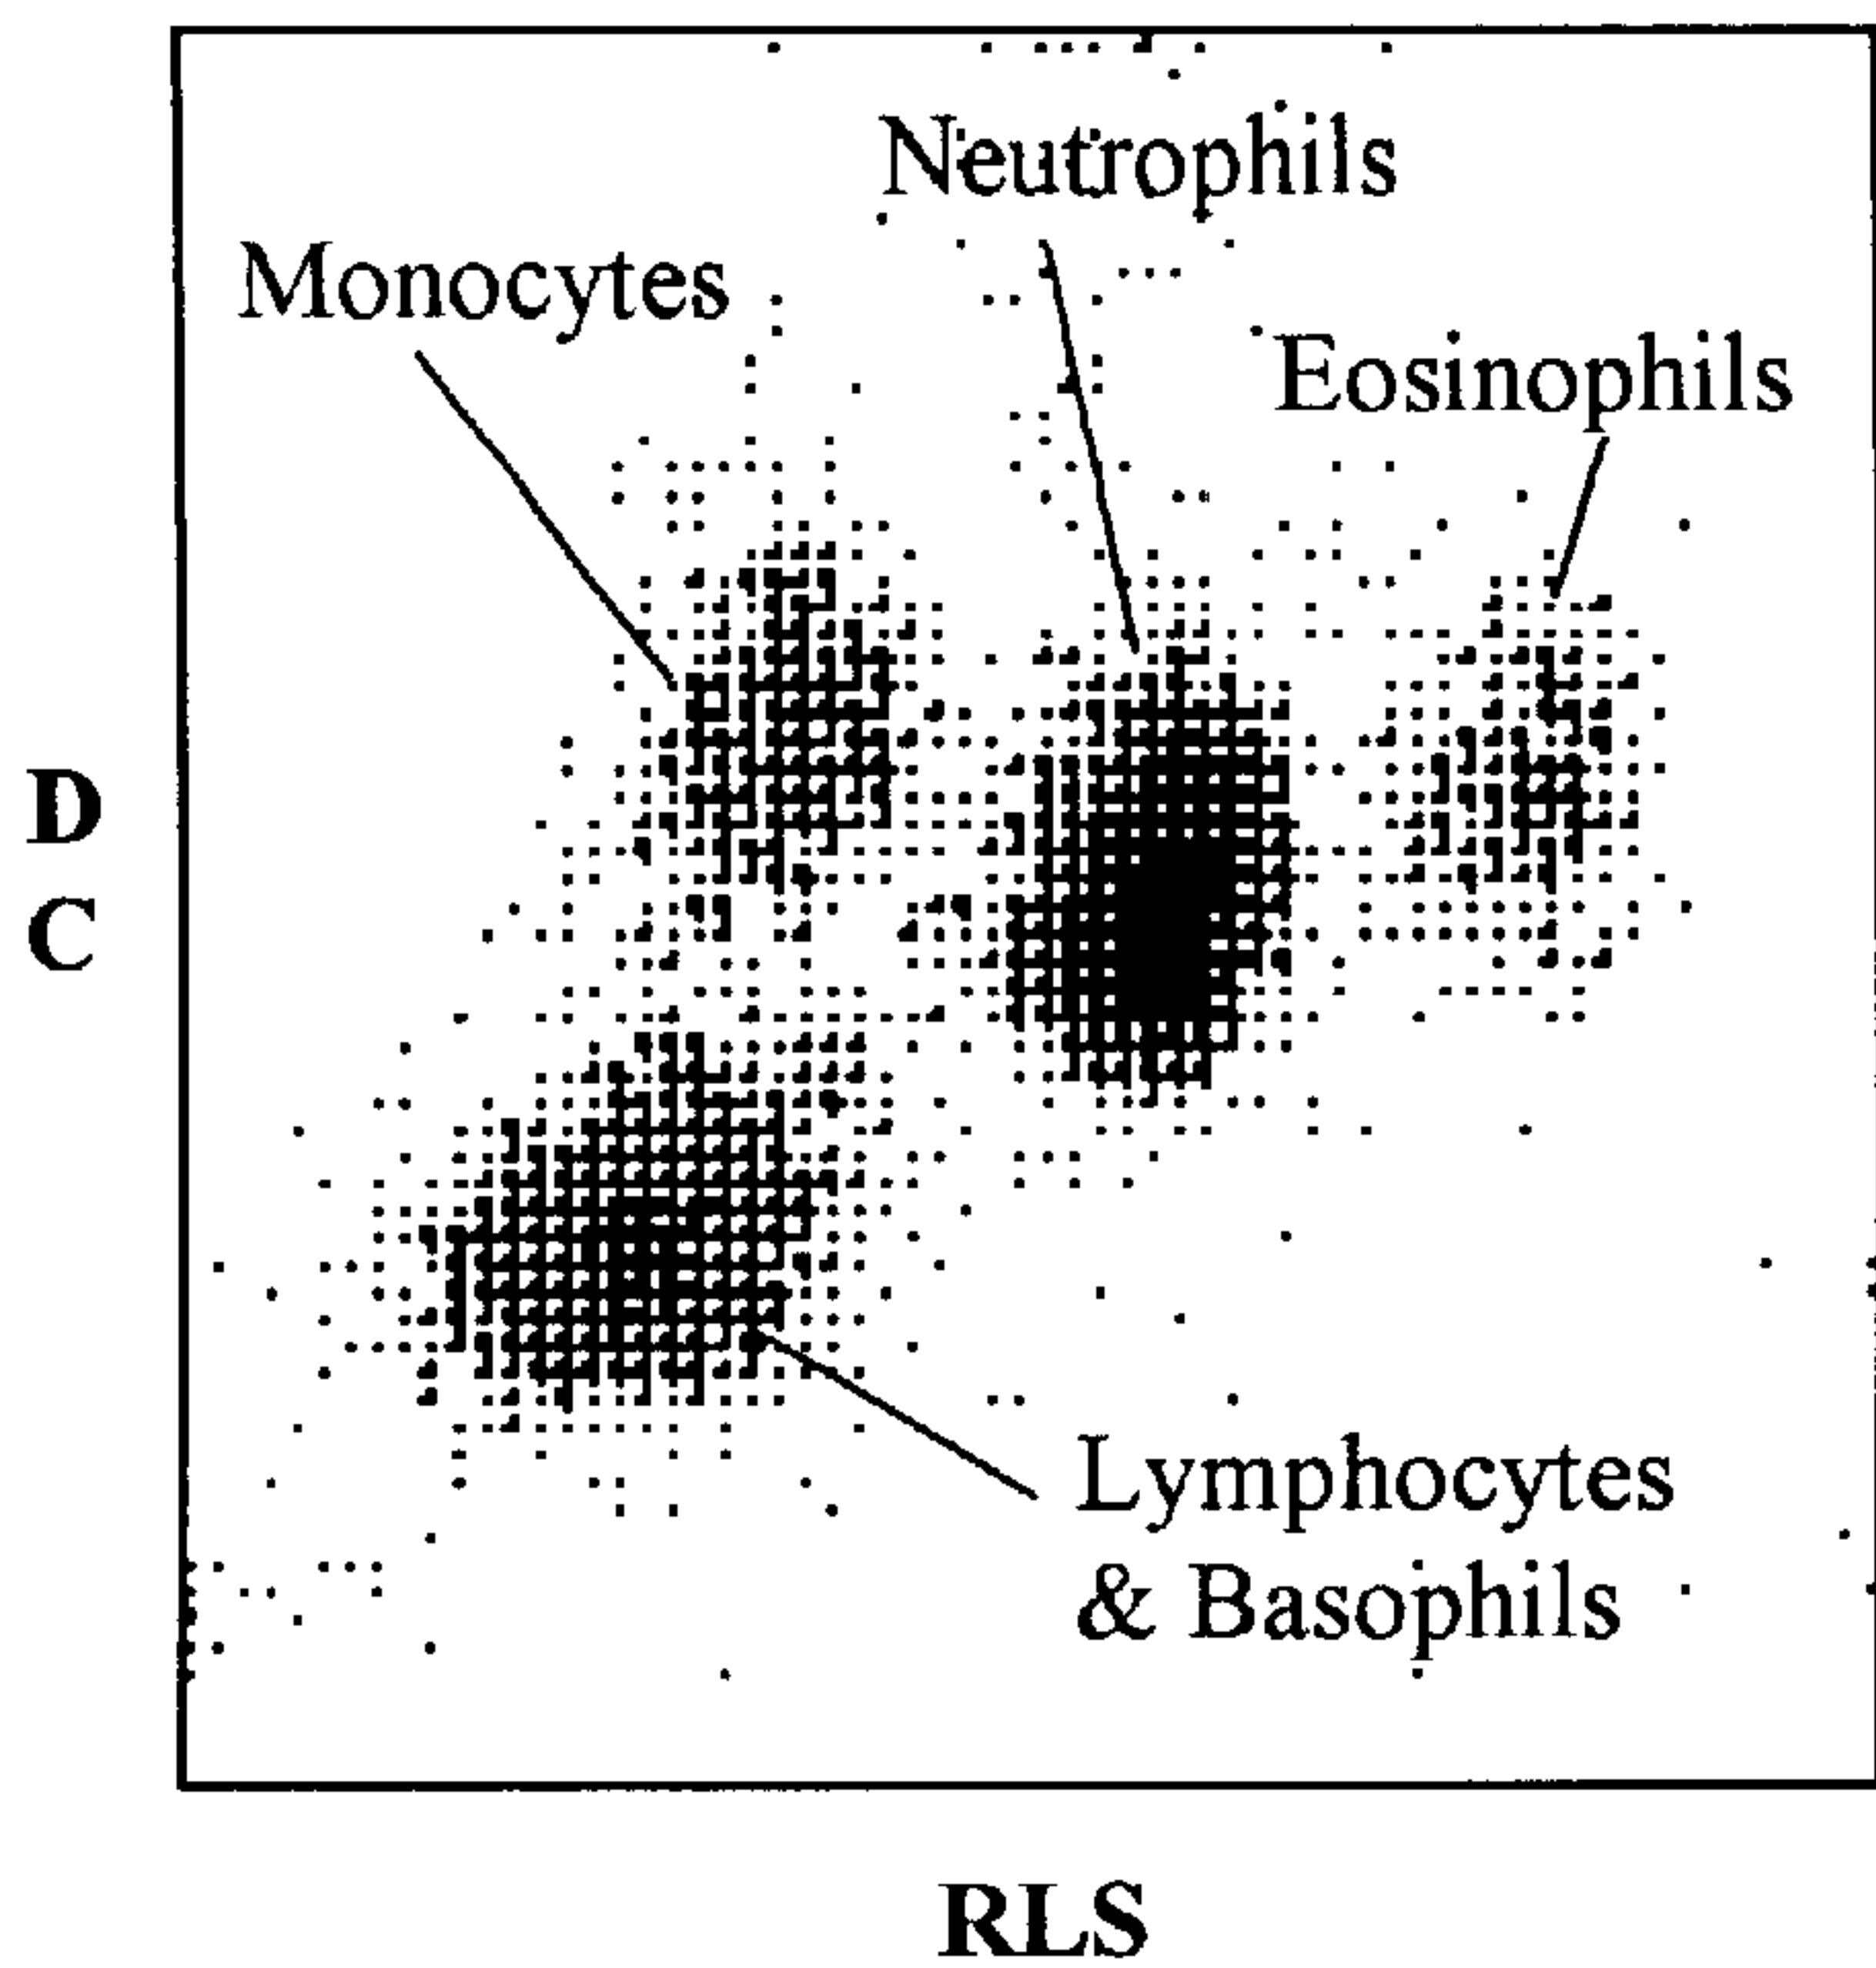 Neutrophils
Monocytes
Eosinophils
D
C
Lymphocytes
& Basophils
RLS